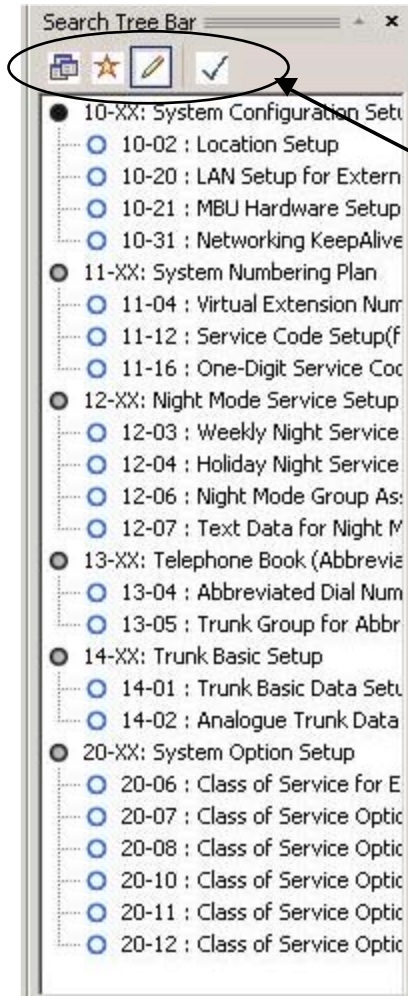 Search Tree Bar
10-XX: System Configuration Setu
10-02 : Location Setup
10-20 : LAN Setup for Extern
10-21 : MBU Hardware Setup
10-31 : Networking KeepAlive
11-XX: System Numbering Plan
11-04 : Virtual Extension Num
11-12 : Service Code Setup(f
11-16 : One-Digit Service Coc
12-XX: Night Mode Service Setup
12-03 : Weekly Night Service
12-04 : Holiday Night Service
12-06 : Night Mode Group As:
12-07 : Text Data for Night M
13-XX: Telephone Book (Abbrevia
13-04 : Abbreviated Dial Num
13-05 : Trunk Group for Abbr
14-XX: Trunk Basic Setup
14-01 : Trunk Basic Data Setu
14-02 : Analogue Trunk Data
20-XX: System Option Setup
20-06 : Class of Service for E
20-07 : Class of Service Optic
20-08 : Class of Service Optic
20-10 : Class of Service Optic
20-11 : Class of Service Optic
20-12 : Class of Service Optic